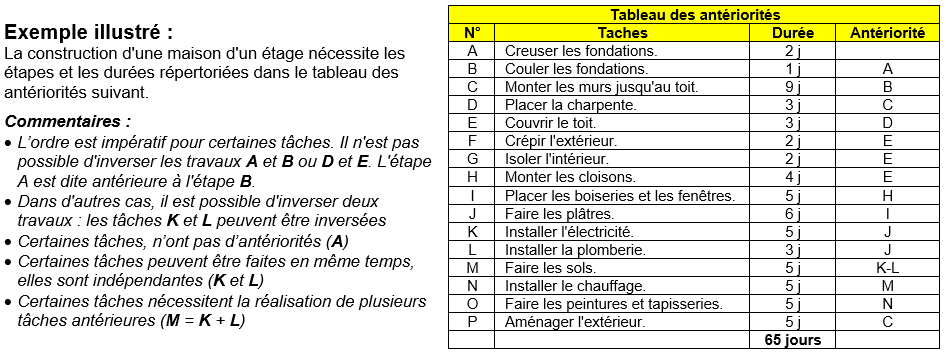 Exemple illustré :
La construction d'une maison d'un étage nécessite les
étapes et les durées répertoriées dans le tableau des
antériorités suivant.
Commentaires :
• L'ordre est impératif pour certaines tâches. Il n'est pas
possible d'inverser les travaux A et B ou D et E. L'étape
A est dite antérieure à l'étape B.
• Dans d'autres cas, il est possible d'inverser deux
travaux : les tâches K et L peuvent être inversées
• Certaines tâches, n'ont pas d'antériorités (A)
• Certaines tâches peuvent être faites en même temps,
elles sont indépendantes (K et L)
• Certaines tâches nécessitent la réalisation de plusieurs
tâches antérieures (M = K + L)
Tableau des antériorités
N° Taches Durée Antériorité
A Creuser les fondations. 2 j
B Couler les fondations. 1 j A
C Monter les murs jusqu'au toit. 9 j B
D Placer la charpente. 3 j C
E Couvrir le toit. 3 j D
F Crépir l'extérieur. 2 j E
G Isoler l'intérieur. 2 j E
H Monter les cloisons. 4 j E
I Placer les boiseries et les fenêtres. 5 j H
J Faire les plâtres. 6 j I
K Installer l'électricité. 5 j J
L Installer la plomberie. 3 j J
M Faire les sols. 5 j K-L
N Installer le chauffage. 5 j M
O Faire les peintures et tapisseries. 5 j N
P Aménager l'extérieur. 5 j C
65 jours